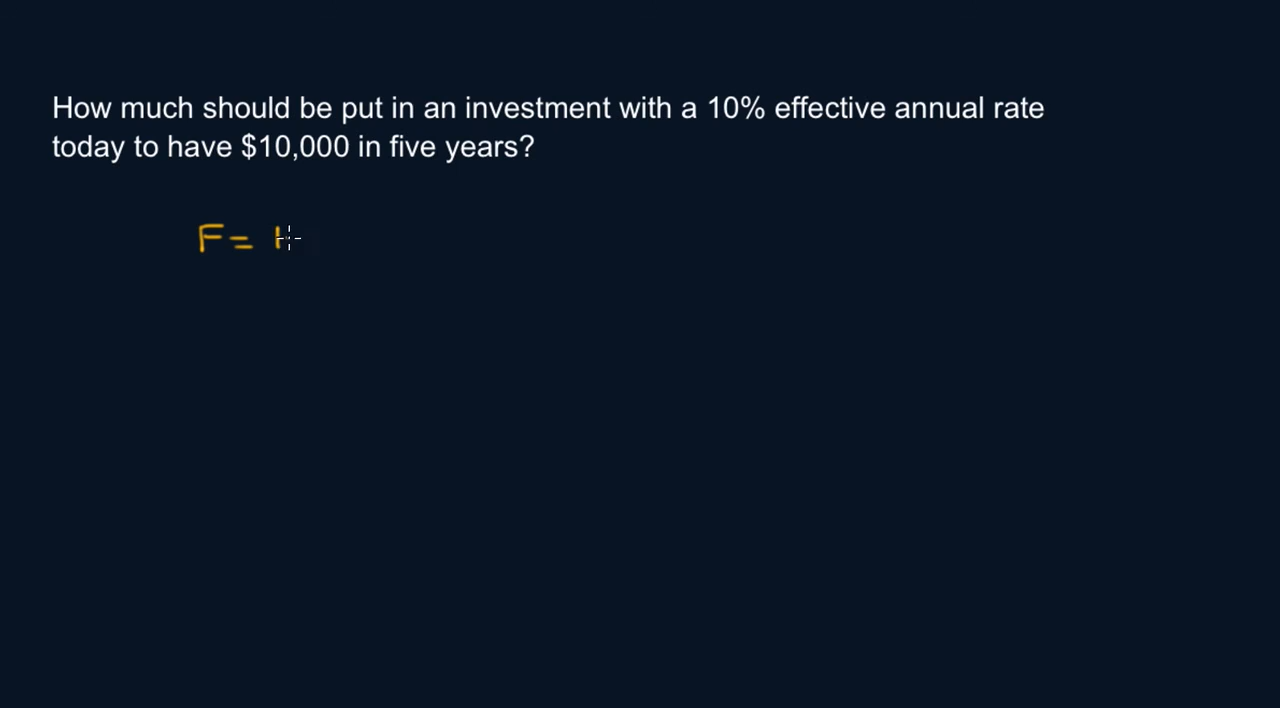 How much should be put in an investment with a 10% effective annual rate
today to have $10,000 in five years?
F =